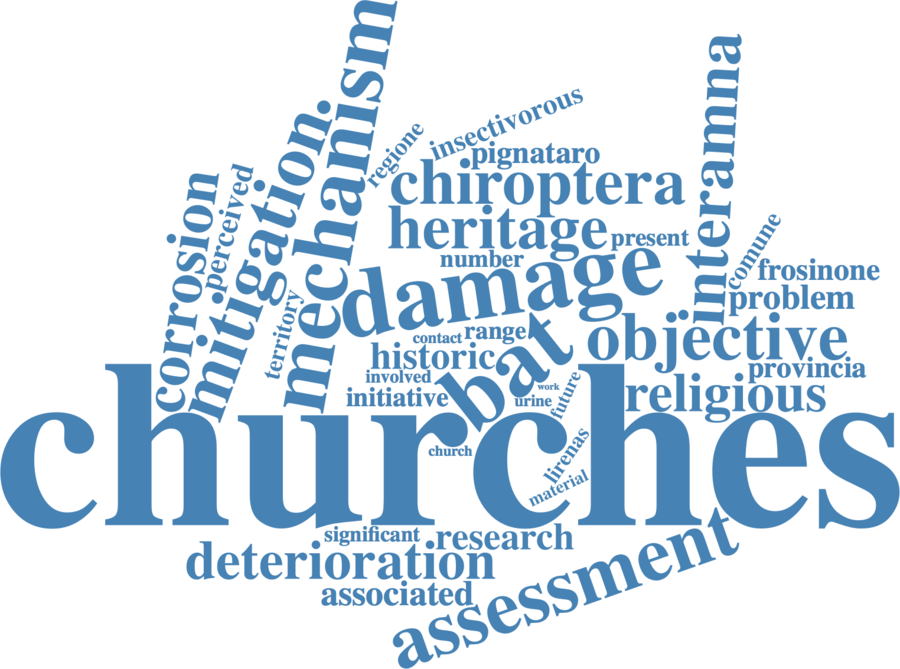 mechanism
mitigation.
corrosion
perceived
regione
insectivorous
pignataro
chiroptera
heritage
present
number
damage
interamna
comune
frosinone
problem
objective
provincia
religious
territory
contact
range
historic
involved
initiative
bat
work
urine
future
churches
church
lirenas
material
significant
research
deterioration
associated
assessment